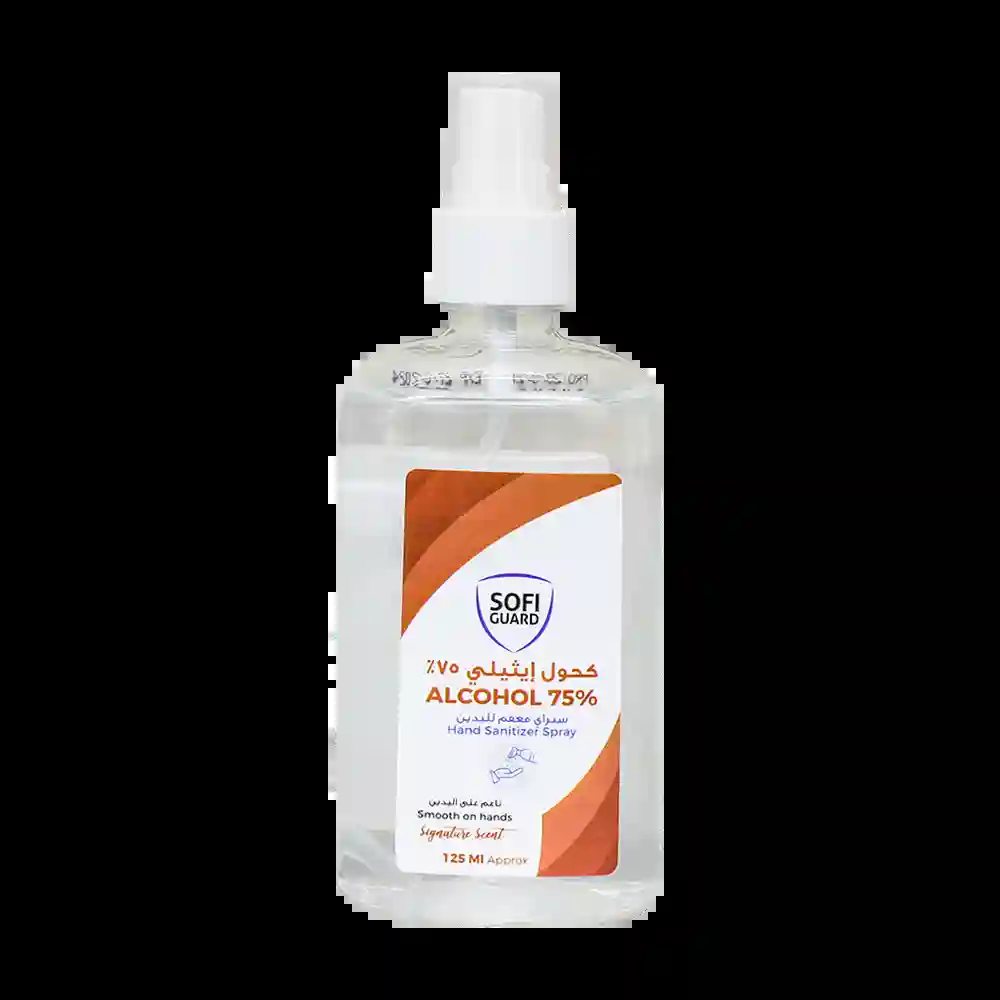 SOFI
GUARD
كحول إيثيلي ٧٥٪
ALCOHOL 75%
سبراي معقم لليدين
Hand Sanitizer Spray
ناعم على اليدين
Smooth on hands
Signature Scent
125 Ml Approx